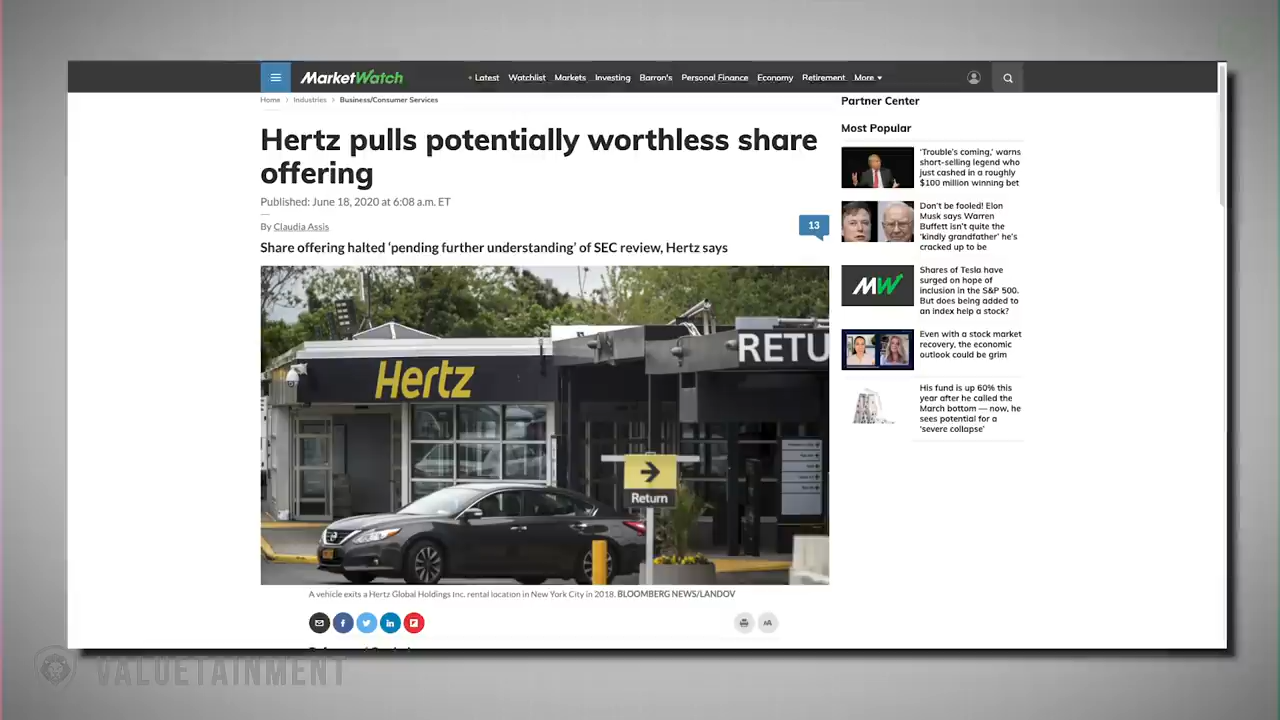 MarketWatch
Latest Watchlist Markets Investing Barron's Personal Finance Economy Retirement More
Home > Industries > Business/Consumer Services
Hertz pulls potentially worthless share
offering
Published: June 18, 2020 at 6:08 a.m. ET
By Claudia Assis
13
Share offering halted ‘pending further understanding’ of SEC review, Hertz says
Hertz
RETU
Return
A vehicle exits a Hertz Global Holdings Inc. rental location in New York City in 2018. BLOOMBERG NEWS/LANDOV
AA
Partner Center
Most Popular
‘Trouble’s coming,’ warns
short-selling legend who
just cashed in a roughly
$100 million winning bet
Don’t be fooled! Elon
Musk says Warren
Buffett isn’t quite the
‘kindly grandfather’ he’s
cracked up to be
MW
Shares of Tesla have
surged on hope of
inclusion in the S&P 500.
But does being added to
an index help a stock?
Even with a stock market
recovery, the economic
outlook could be grim
His fund is up 60% this
year after he called the
March bottom — now, he
sees potential for a
‘severe collapse’
VALUETAINMENT